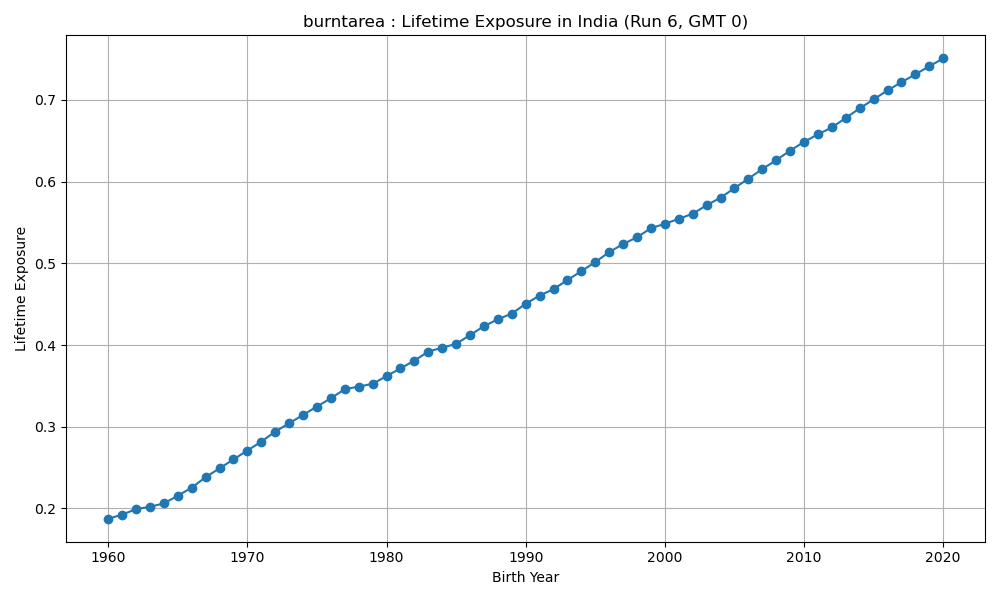 burntarea : Lifetime Exposure in India (Run 6, GMT 0)
Lifetime Exposure
0.7
0.6
0.5
0.4
0.3
0.2
1960 1970 1980 1990 2000 2010 2020
Birth Year